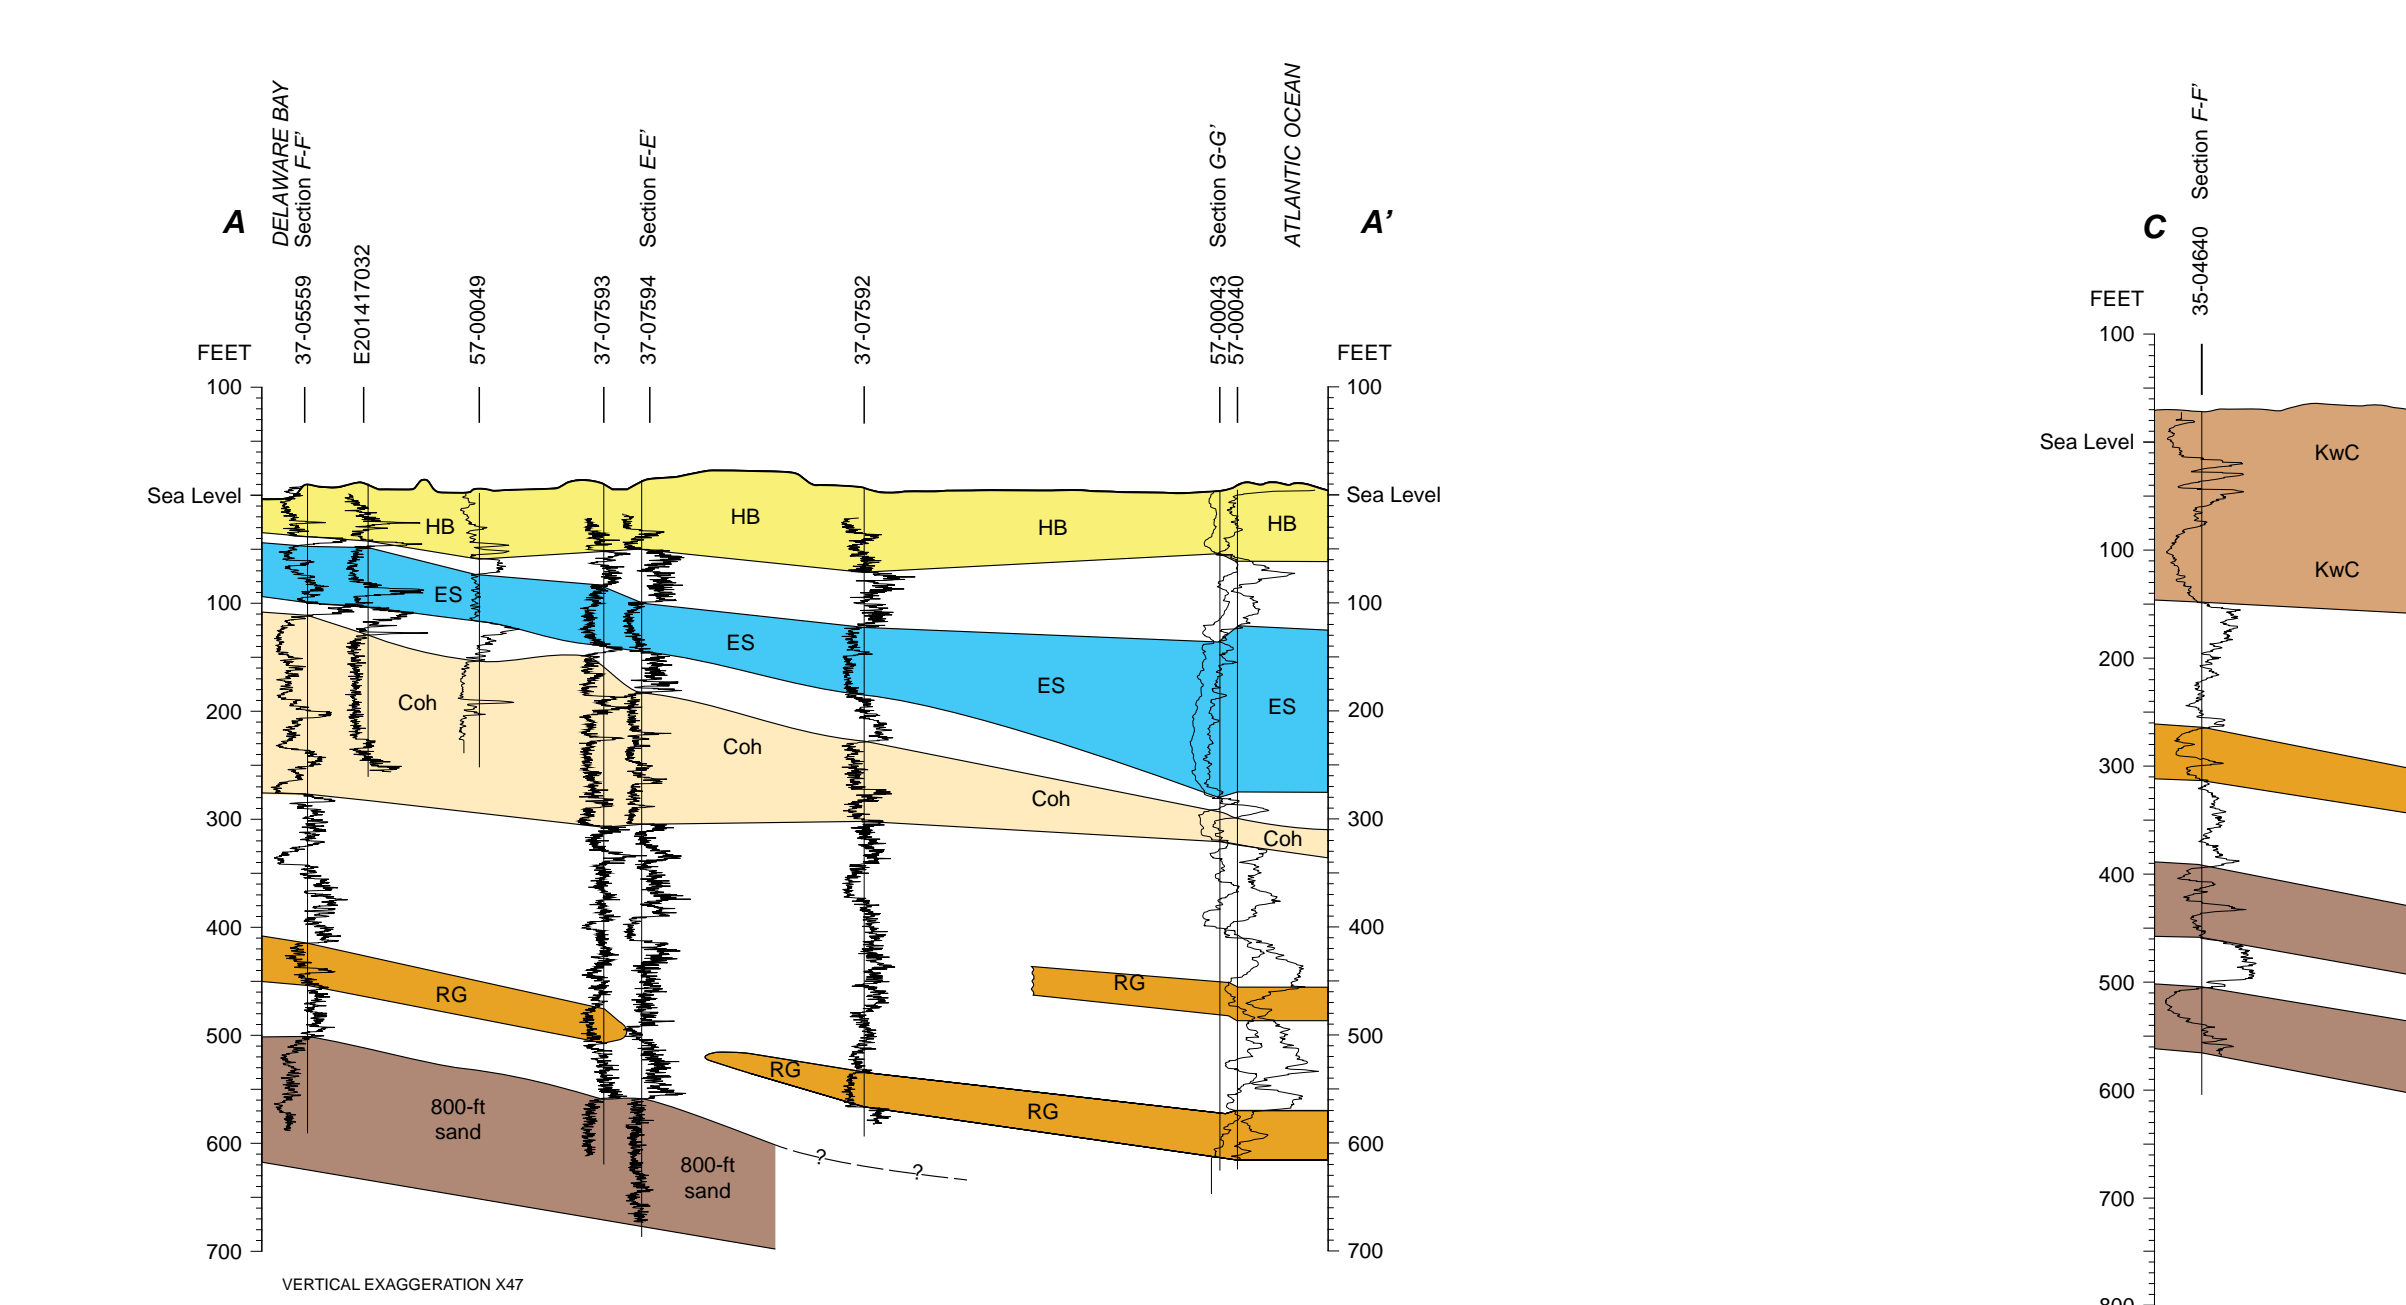 DELAWARE BAY
Section F-F'
Section E-E'
Section G-G'
ATLANTIC OCEAN
A
A'
37-05559
E201417032
57-00049
37-07593
37-07594
37-07592
57-00043
57-00040
FEET
FEET
100
100
Sea Level
Sea Level
HB
HB
HB
HB
100
100
ES
ES
ES
ES
200
200
Coh
Coh
Coh
Coh
300
300
400
400
RG
RG
500
500
RG
RG
800-ft
sand
600
600
800-ft
sand
?
?
700
700
VERTICAL EXAGGERATION X47
Section F-F'
C
35-04640
FEET
100
Sea Level
KwC
100
KwC
200
300
400
500
600
700
800